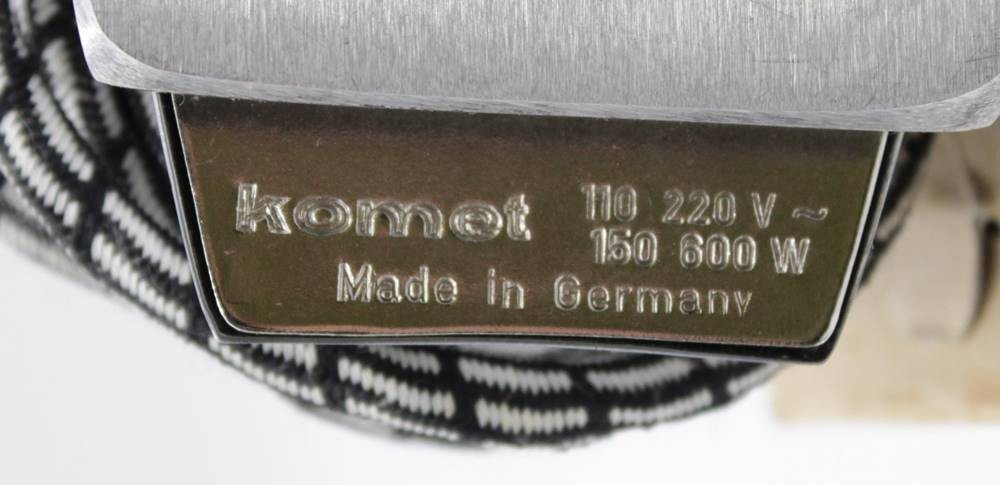 komet 110 220 V ~
150 600 W
Made in Germany